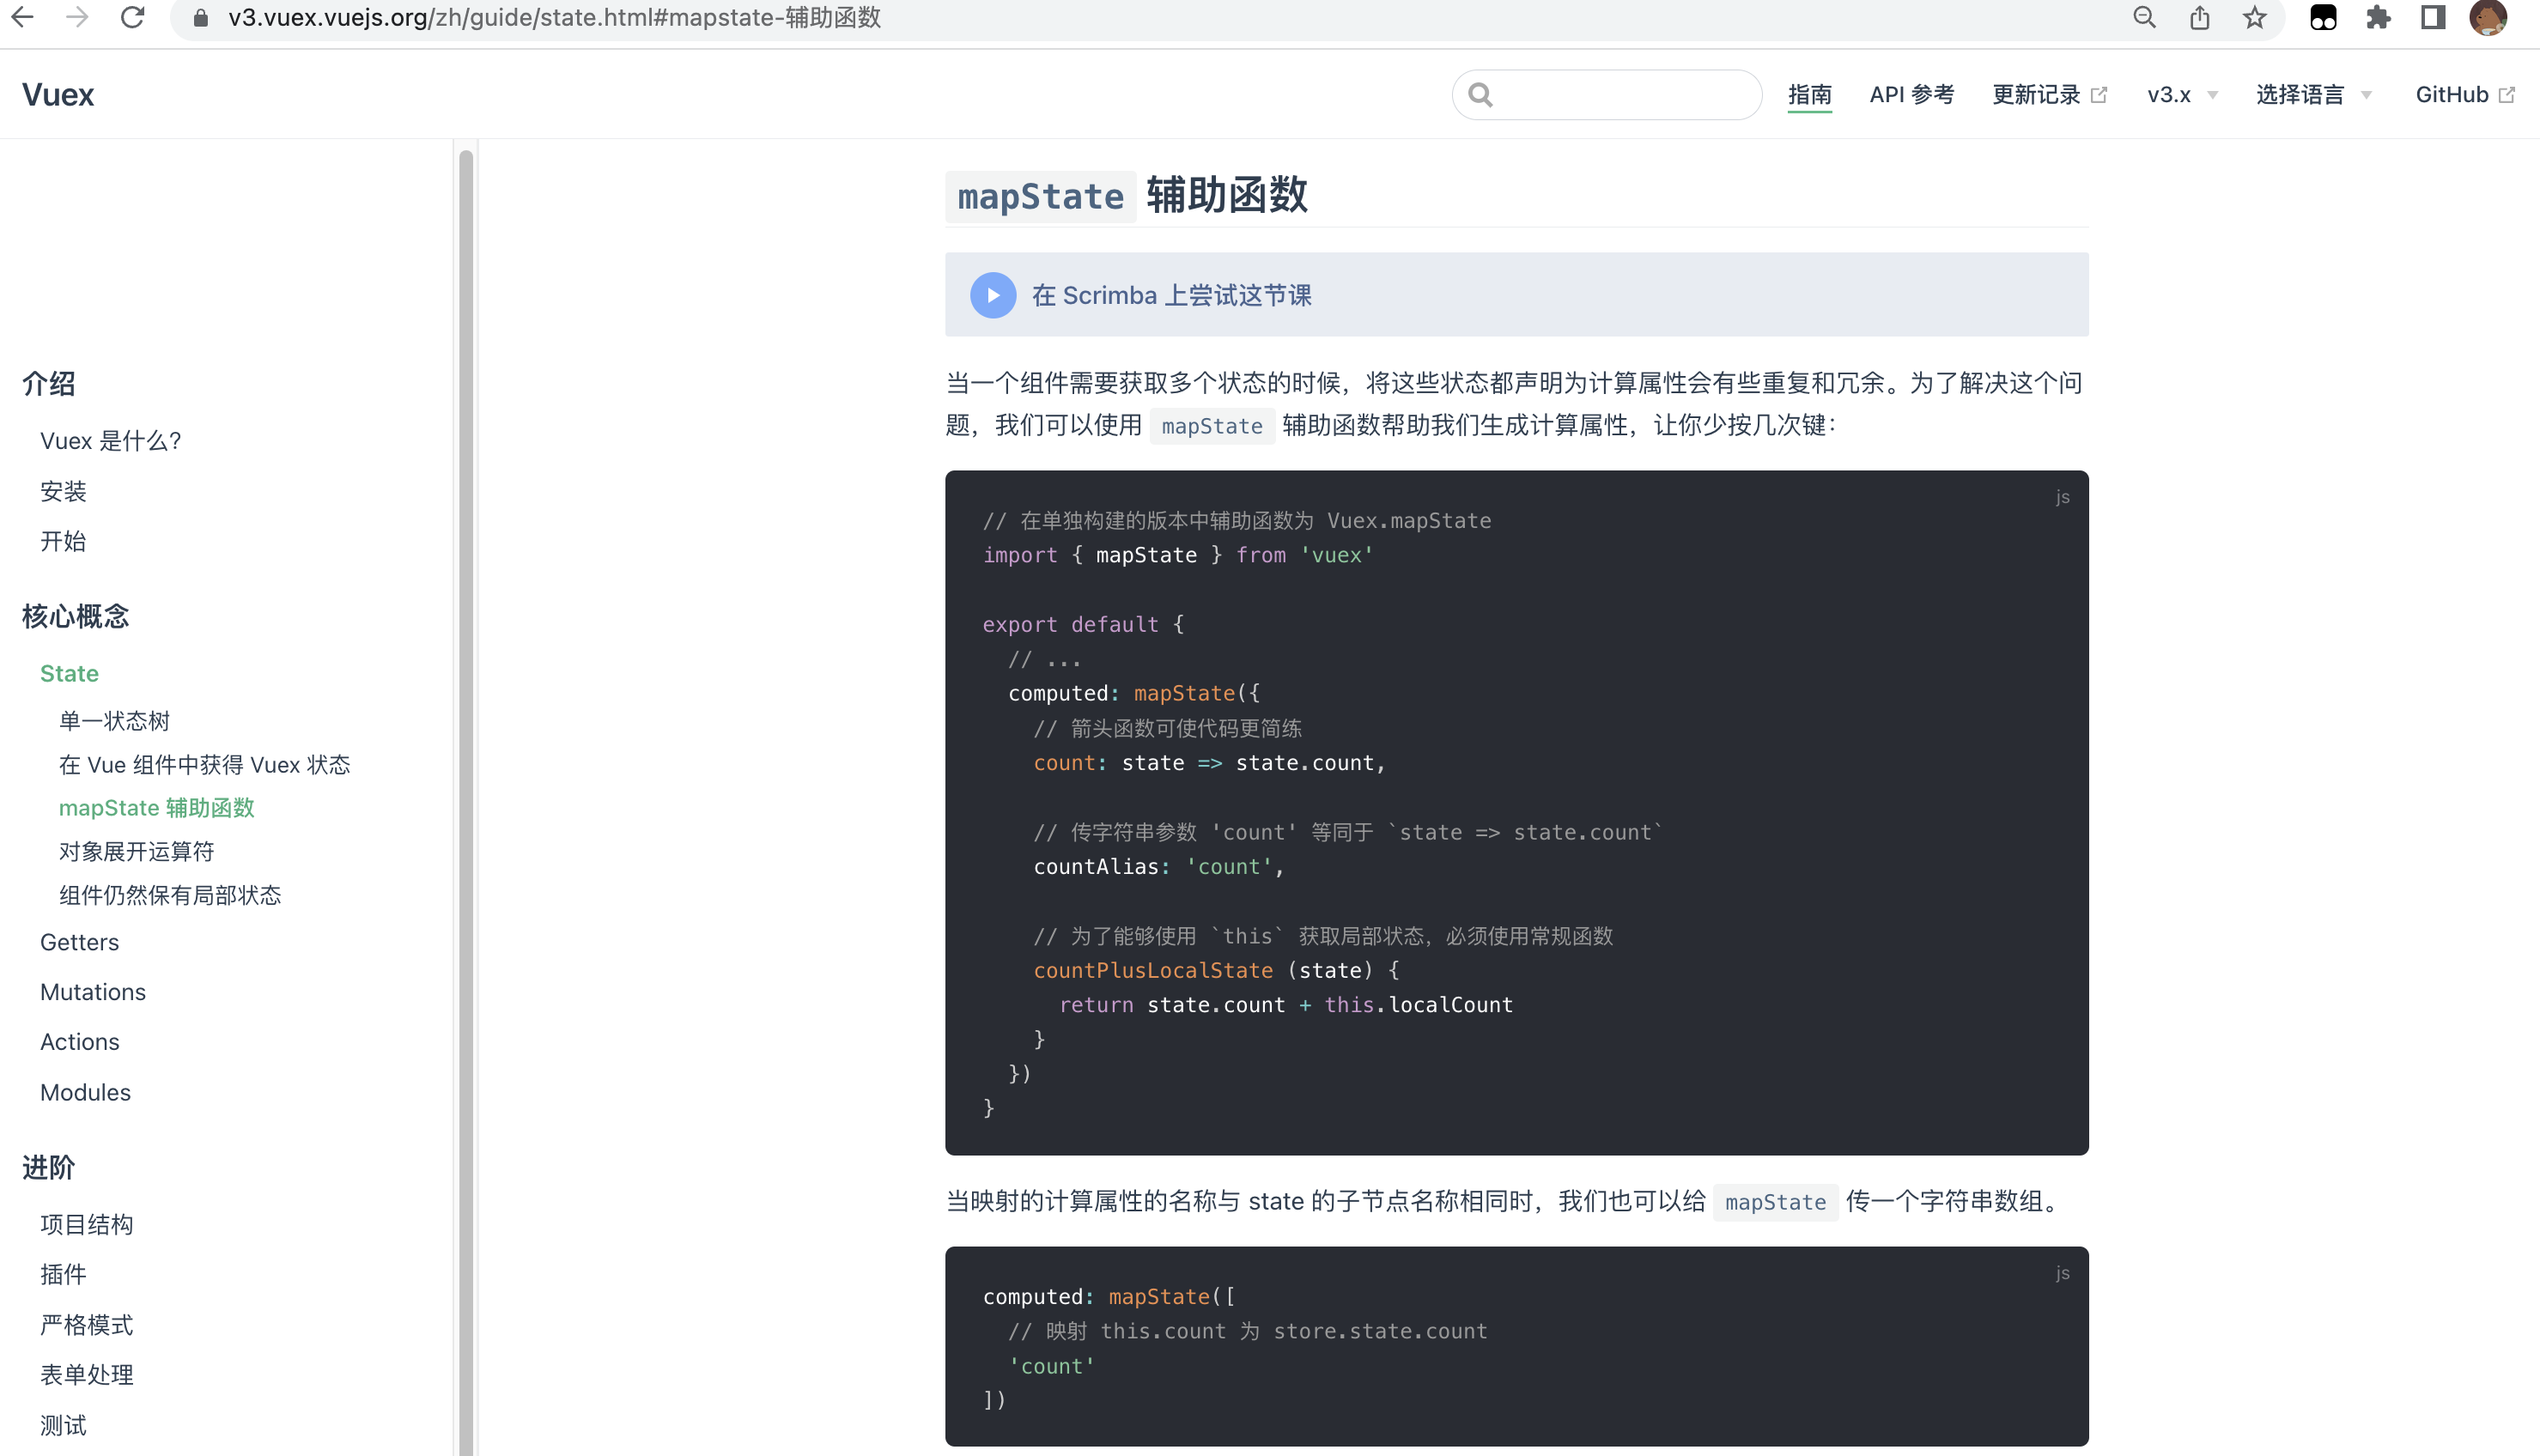 v3.vuex.vuejs.org/zh/guide/state.html#mapstate-辅助函数
Vuex
指南
API 参考
更新记录
v3.x
选择语言
GitHub
介绍
Vuex 是什么?
安装
开始
核心概念
State
单一状态树
在 Vue 组件中获得 Vuex 状态
mapState 辅助函数
对象展开运算符
组件仍然保有局部状态
Getters
Mutations
Actions
Modules
进阶
项目结构
插件
严格模式
表单处理
测试
mapState 辅助函数
在 Scrimba 上尝试这节课
当一个组件需要获取多个状态的时候，将这些状态都声明为计算属性会有些重复和冗余。为了解决这个问
题，我们可以使用 mapState 辅助函数帮助我们生成计算属性，让你少按几次键：
js
// 在单独构建的版本中辅助函数为 Vuex.mapState
import { mapState } from 'vuex'
export default {
  // ...
  computed: mapState({
    // 箭头函数可使代码更简练
    count: state => state.count,
    // 传字符串参数 'count' 等同于 `state => state.count`
    countAlias: 'count',
    // 为了能够使用 `this` 获取局部状态，必须使用常规函数
    countPlusLocalState (state) {
      return state.count + this.localCount
    }
  })
}
当映射的计算属性的名称与 state 的子节点名称相同时，我们也可以给 mapState 传一个字符串数组。
js
computed: mapState([
  // 映射 this.count 为 store.state.count
  'count'
])